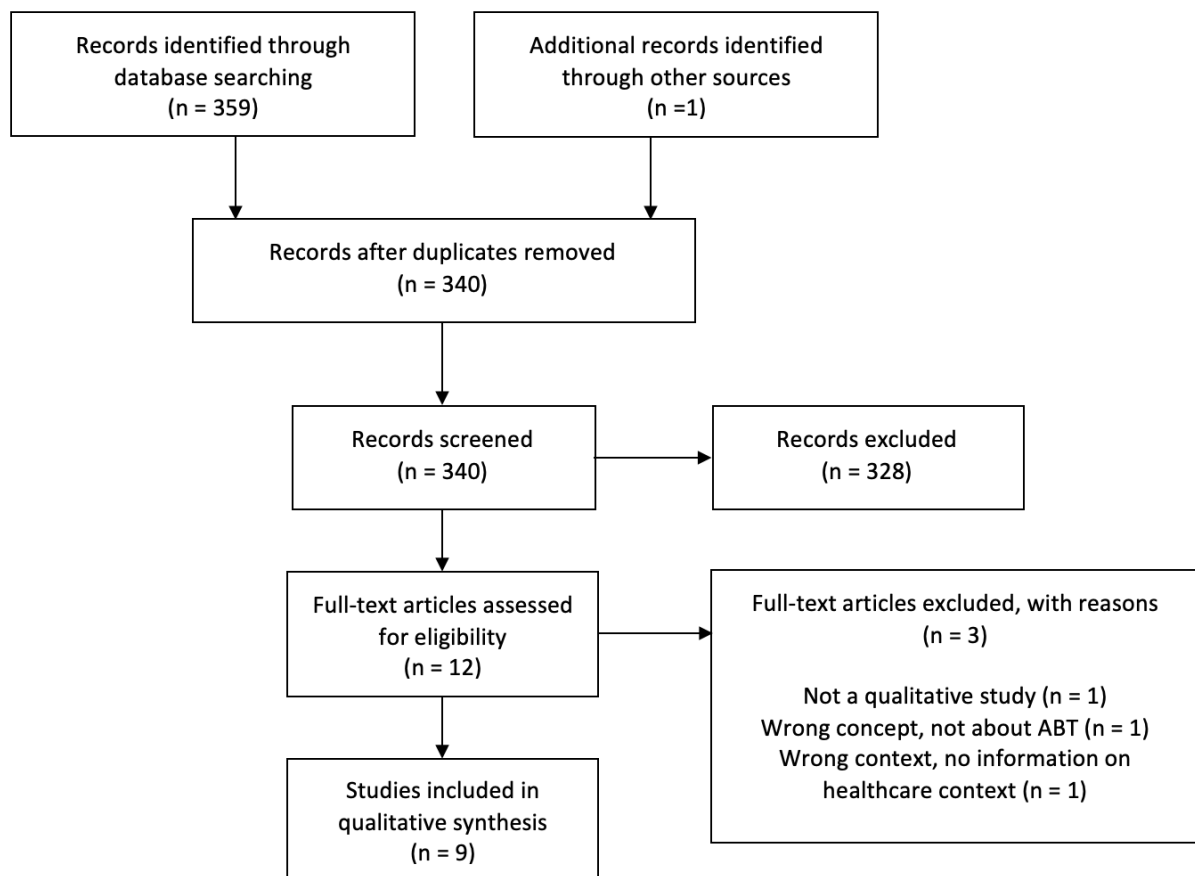 Records identified through
database searching
(n = 359)
Additional records identified
through other sources
(n =1)
Records after duplicates removed
(n = 340)
Records screened
(n = 340)
Records excluded
(n = 328)
Full-text articles assessed
for eligibility
(n = 12)
Full-text articles excluded, with reasons
(n = 3)
Not a qualitative study (n = 1)
Wrong concept, not about ABT (n = 1)
Wrong context, no information on
healthcare context (n = 1)
Studies included in
qualitative synthesis
(n = 9)